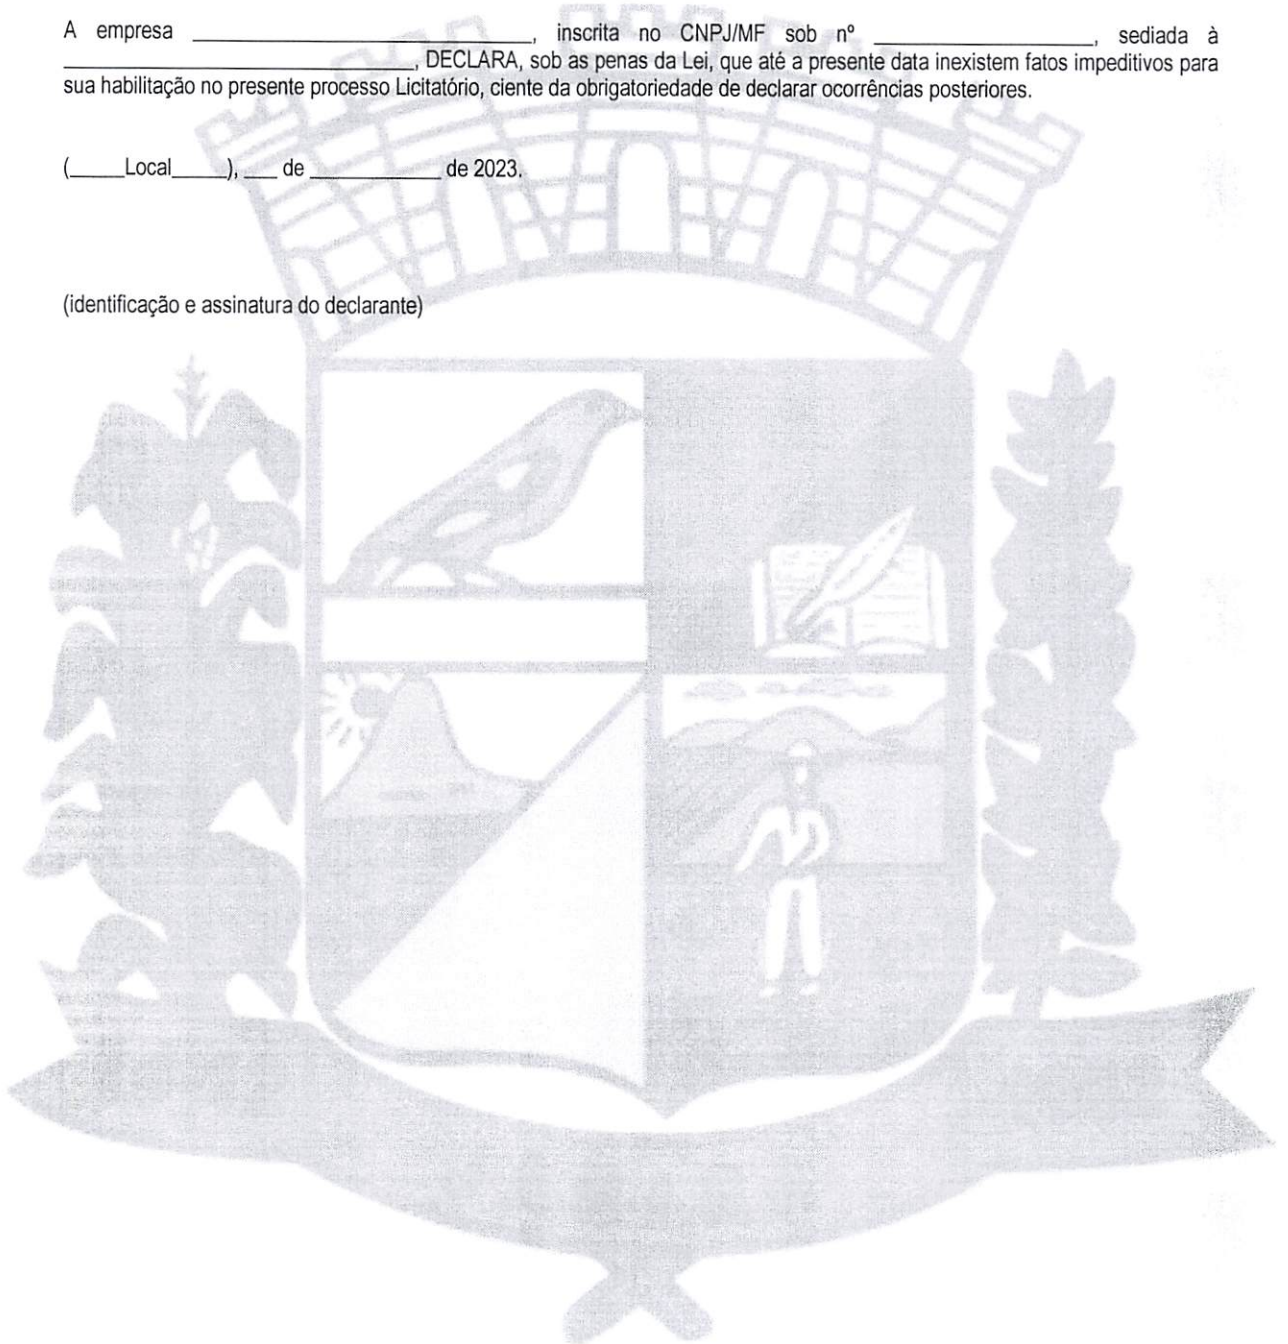 A empresa ______________________________, inscrita no CNPJ/MF sob nº ____________________, sediada à
________________________________, DECLARA, sob as penas da Lei, que até a presente data inexistem fatos impeditivos para
sua habilitação no presente processo Licitatório, ciente da obrigatoriedade de declarar ocorrências posteriores.
(_____Local_____), ___ de ____________ de 2023.
(identificação e assinatura do declarante)